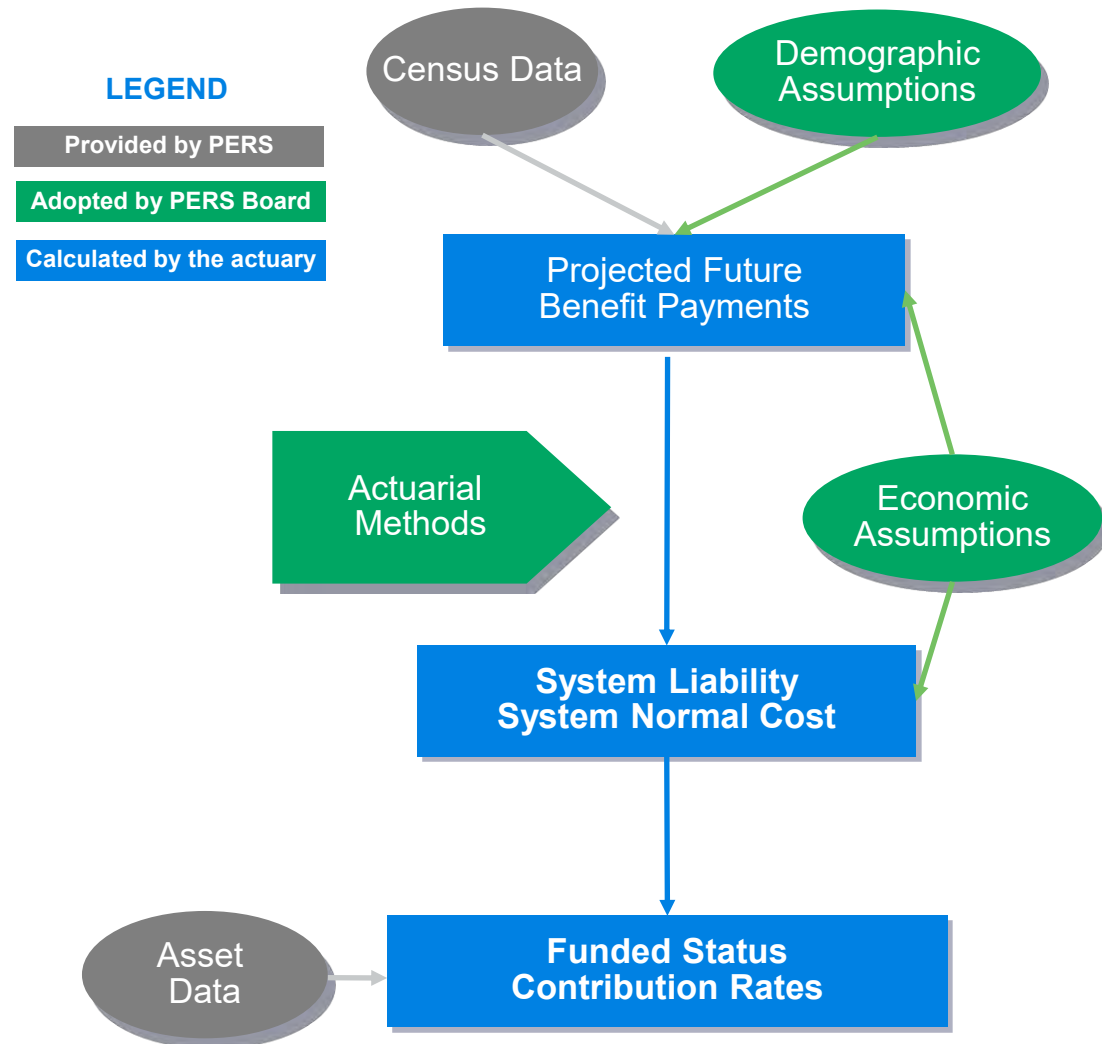 LEGEND
Provided by PERS
Adopted by PERS Board
Calculated by the actuary
Census Data
Demographic
Assumptions
Projected Future
Benefit Payments
Actuarial
Methods
Economic
Assumptions
System Liability
System Normal Cost
Asset
Data
Funded Status
Contribution Rates